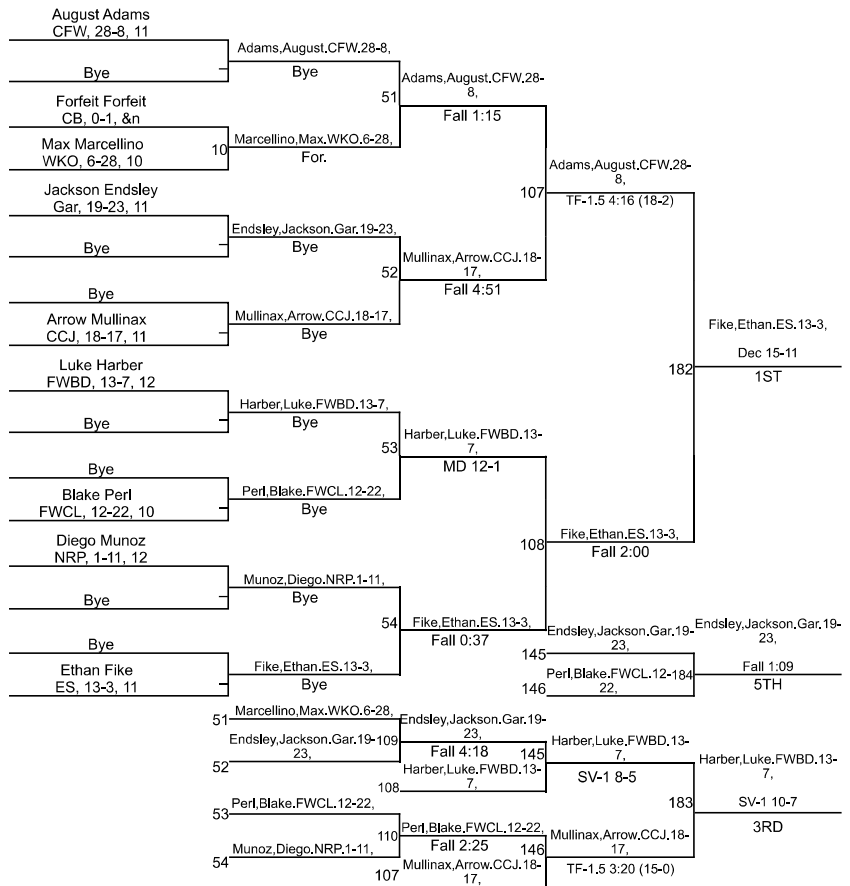 August Adams
CFW, 28-8, 11
Adams,August.CFW.28-8,
Bye
Bye
51
Adams,August.CFW.28-
8,
Fall 1:15
Forfeit Forfeit
CB, 0-1, &n
10
Marcellino,Max.WKO.6-28,
For.
Max Marcellino
WKO, 6-28, 10
107
Adams,August.CFW.28-
8,
TF-1.5 4:16 (18-2)
Jackson Endsley
Gar, 19-23, 11
Endsley,Jackson.Gar.19-23,
Bye
Bye
52
Mullinax,Arrow.CCJ.18-
17,
Fall 4:51
Bye
Mullinax,Arrow.CCJ.18-17,
Bye
Arrow Mullinax
CCJ, 18-17, 11
182
Fike,Ethan.ES.13-3,
Dec 15-11
1ST
Luke Harber
FWBD, 13-7, 12
Harber,Luke.FWBD.13-7,
Bye
Bye
53
Harber,Luke.FWBD.13-
7,
MD 12-1
Bye
Perl,Blake.FWCL.12-22,
Bye
Blake Perl
FWCL, 12-22, 10
108
Fike,Ethan.ES.13-3,
Fall 2:00
Diego Munoz
NRP, 1-11, 12
Munoz,Diego.NRP.1-11,
Bye
Bye
54
Fike,Ethan.ES.13-3,
Fall 0:37
Bye
Fike,Ethan.ES.13-3,
Bye
Ethan Fike
ES, 13-3, 11
Endsley,Jackson.Gar.19-
23,
145
Perl,Blake.FWCL.12-
22,
146
184
Endsley,Jackson.Gar.19-
23,
Fall 1:09
5TH
51
Marcellino,Max.WKO.6-28,
Endsley,Jackson.Gar.19-
23,
52
109
Endsley,Jackson.Gar.19-
23,
Fall 4:18
108
Harber,Luke.FWBD.13-
7,
145
Harber,Luke.FWBD.13-
7,
SV-1 8-5
53
Perl,Blake.FWCL.12-22,
54
Munoz,Diego.NRP.1-11,
110
Perl,Blake.FWCL.12-22,
Fall 2:25
107
Mullinax,Arrow.CCJ.18-
17,
146
Mullinax,Arrow.CCJ.18-
17,
TF-1.5 3:20 (15-0)
183
Harber,Luke.FWBD.13-
7,
SV-1 10-7
3RD